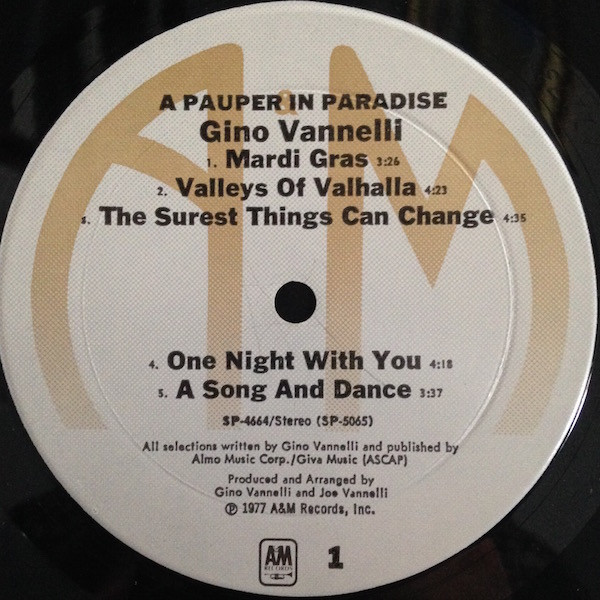 A PAUPER IN PARADISE
Gino Vannelli
1. Mardi Gras 3:26
2. Valleys Of Valhalla 4:23
3. The Surest Things Can Change 4:35
4. One Night With You 4:18
5. A Song And Dance 3:37
SP-4664/Stereo (SP-5065)
All selections written by Gino Vannelli and published by
Almo Music Corp./Giva Music (ASCAP)
Produced and Arranged by
Gino Vannelli and Joe Vannelli
℗ 1977 A&M Records, Inc.
A&M
RECORDS
1